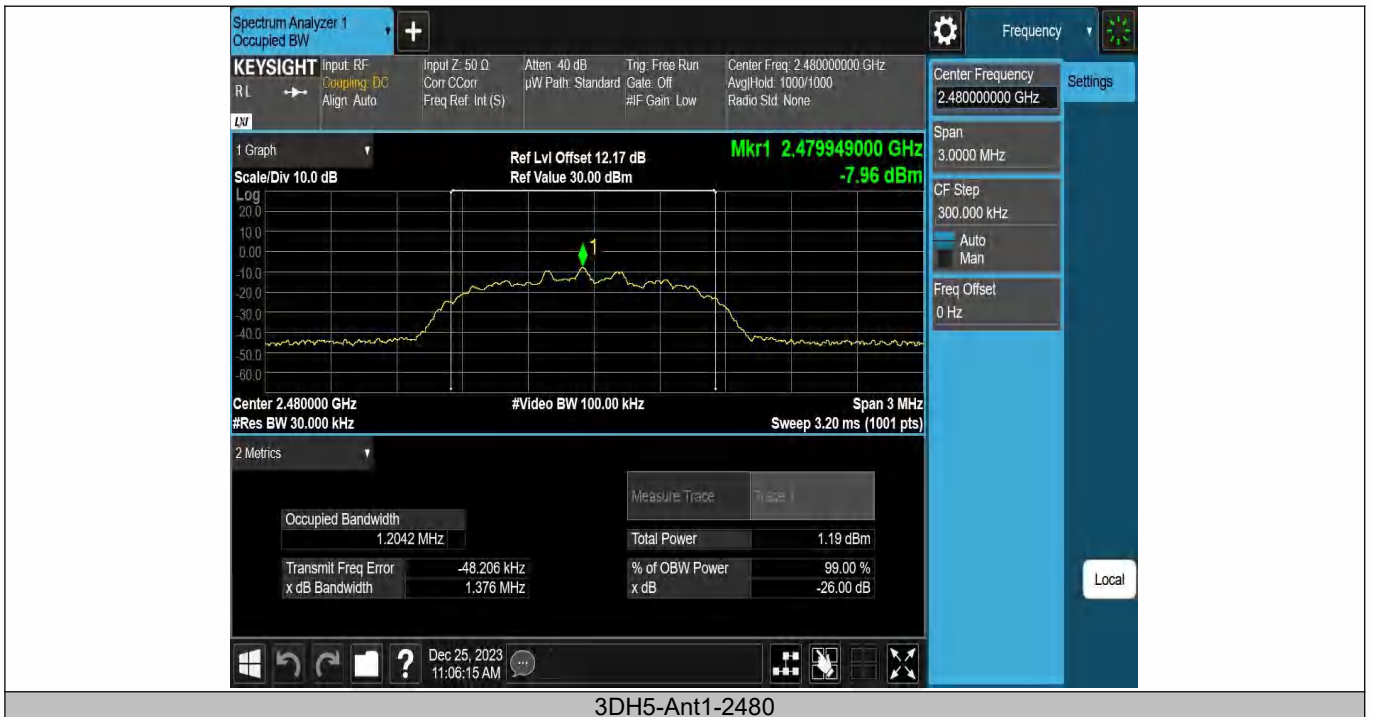 Spectrum Analyzer 1
Occupied BW
+
Frequency
KEYSIGHT
R L
LXI
Input: RF
Coupling: DC
Align: Auto
Input Z: 50 Ω
Corr CCorr
Freq Ref: Int (S)
Atten: 40 dB
µW Path: Standard
Trig: Free Run
Gate: Off
#IF Gain: Low
Center Freq: 2.480000000 GHz
Avg|Hold: 1000/1000
Radio Std: None
Center Frequency
2.480000000 GHz
Settings
Span
3.0000 MHz
CF Step
300.000 kHz
Auto
Man
Freq Offset
0 Hz
1 Graph
Scale/Div 10.0 dB
Ref Lvl Offset 12.17 dB
Ref Value 30.00 dBm
Mkr1 2.479949000 GHz
-7.96 dBm
Log
20.0
10.0
0.00
-10.0
-20.0
-30.0
-40.0
-50.0
-60.0
1
Center 2.480000 GHz
#Video BW 100.00 kHz
Span 3 MHz
#Res BW 30.000 kHz
Sweep 3.20 ms (1001 pts)
2 Metrics
Measure Trace
Trace 1
Occupied Bandwidth
1.2042 MHz
Total Power
1.19 dBm
Transmit Freq Error
-48.206 kHz
% of OBW Power
99.00 %
x dB Bandwidth
1.376 MHz
x dB
-26.00 dB
Local
?
Dec 25, 2023
11:06:15 AM
3DH5-Ant1-2480